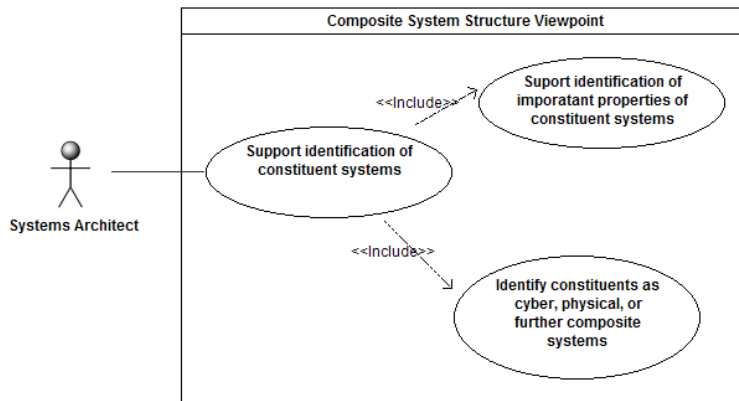 Composite System Structure Viewpoint
Suport identification of
imporatant properties of
constituent systems
<<Include>>
Support identification of
constituent systems
Systems Architect
<<Include>>
Identify constituents as
cyber, physical, or
further composite
systems